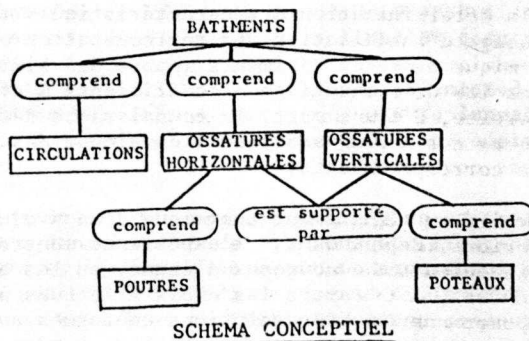 BATIMENTS
comprend
comprend
comprend
CIRCULATIONS
OSSATURES
HORIZONTALES
OSSATURES
VERTICALES
comprend
est supporté
par
comprend
POUTRES
POTEAUX
SCHEMA CONCEPTUEL